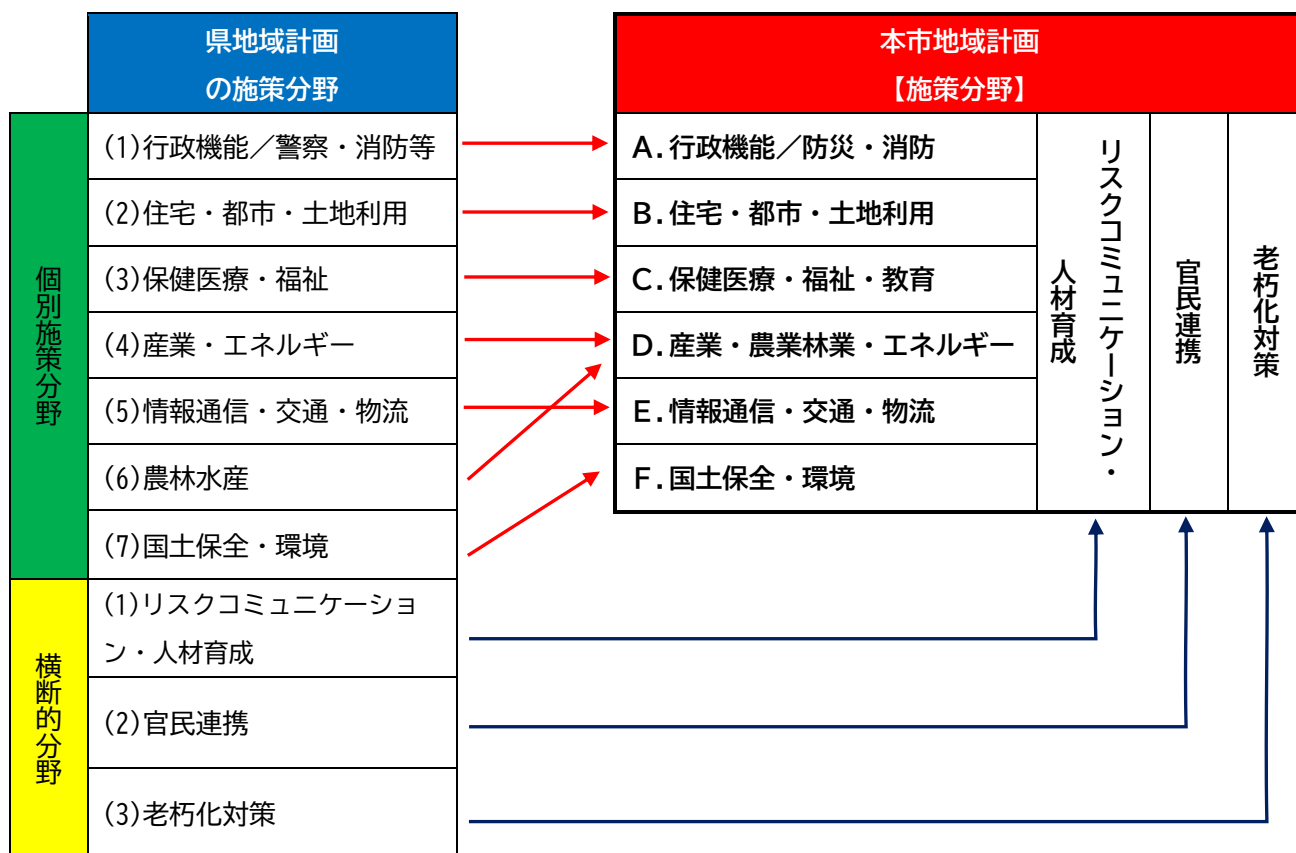 県地域計画
の施策分野
個別施策分野
(1)行政機能／警察・消防等
(2)住宅・都市・土地利用
(3)保健医療・福祉
(4)産業・エネルギー
(5)情報通信・交通・物流
(6)農林水産
(7)国土保全・環境
横断的分野
(1)リスクコミュニケーショ
ン・人材育成
(2)官民連携
(3)老朽化対策
本市地域計画
【施策分野】
A.行政機能／防災・消防
B.住宅・都市・土地利用
C.保健医療・福祉・教育
D.産業・農業林業・エネルギー
E.情報通信・交通・物流
F.国土保全・環境
リスクコミュニケーション・
人材育成
官民連携
老朽化対策